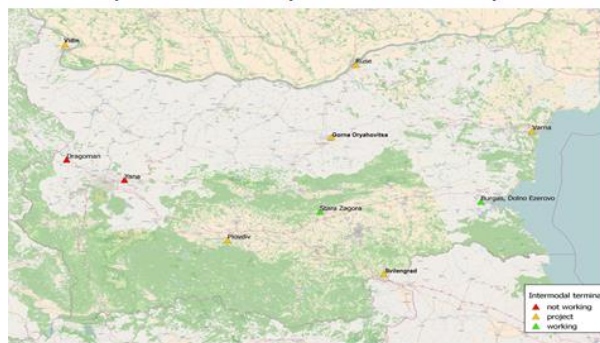 Vidin
Ruse
Gorna Oryahovitsa
Varna
Dragoman
Yana
Stara Zagora
Burgas, Dolno Ezerovo
Plovdiv
Svilengrad
Intermodal termina
not working
project
working